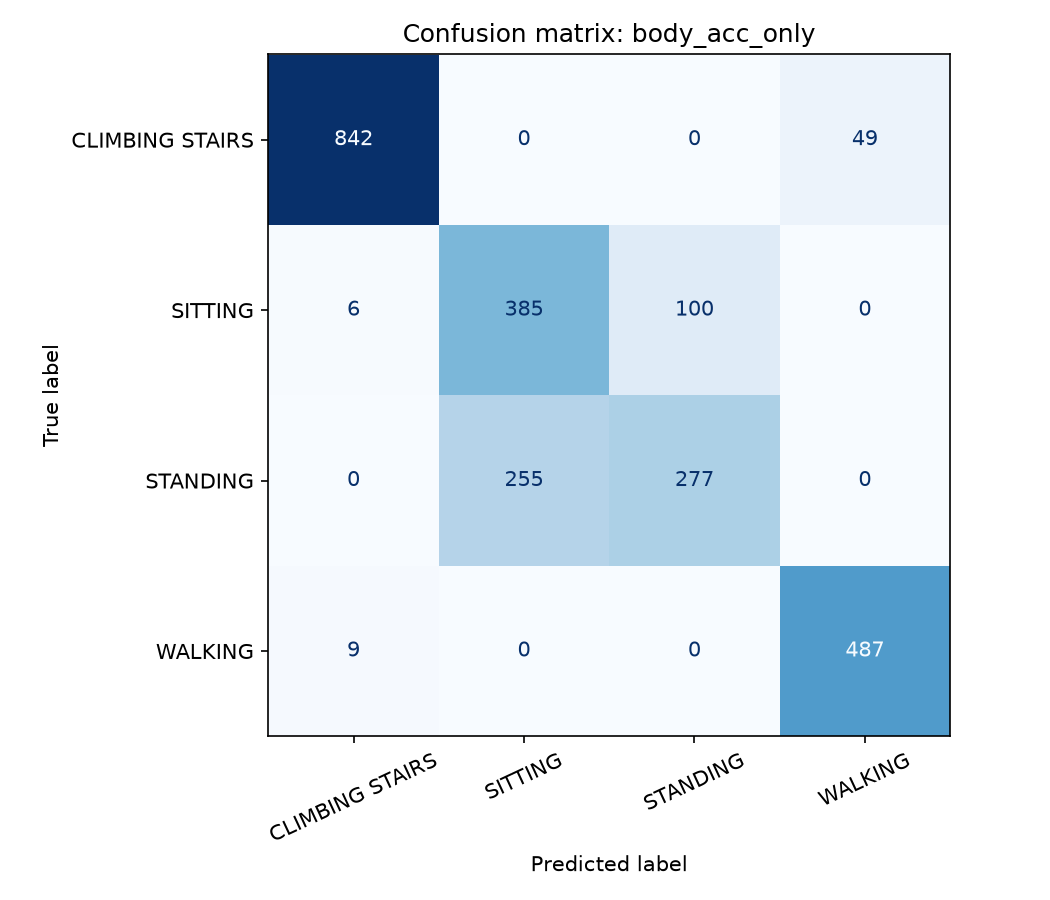 Confusion matrix: body_acc_only
CLIMBING STAIRS 842 0 0 49
SITTING 6 385 100 0
STANDING 0 255 277 0
WALKING 9 0 0 487
True label
CLIMBING STAIRS SITTING STANDING WALKING
Predicted label